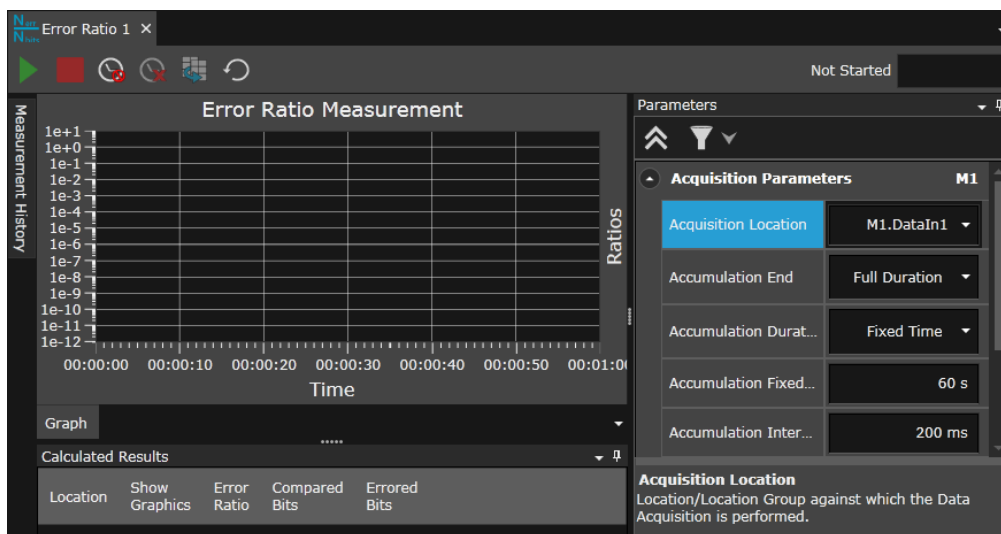 Error Ratio 1
Not Started
Measurement History
Error Ratio Measurement
1e+1
1e+0
1e-1
1e-2
1e-3
1e-4
1e-5
1e-6
1e-7
1e-8
1e-9
1e-10
1e-11
1e-12
Ratios
00:00:00 00:00:10 00:00:20 00:00:30 00:00:40 00:00:50 00:01:0
Time
Graph
Calculated Results
Location Show Graphics Error Ratio Compared Bits Errored Bits
Parameters
Acquisition Parameters M1
Acquisition Location M1.DataIn1
Accumulation End Full Duration
Accumulation Durat... Fixed Time
Accumulation Fixed... 60 s
Accumulation Inter... 200 ms
Acquisition Location
Location/Location Group against which the Data
Acquisition is performed.